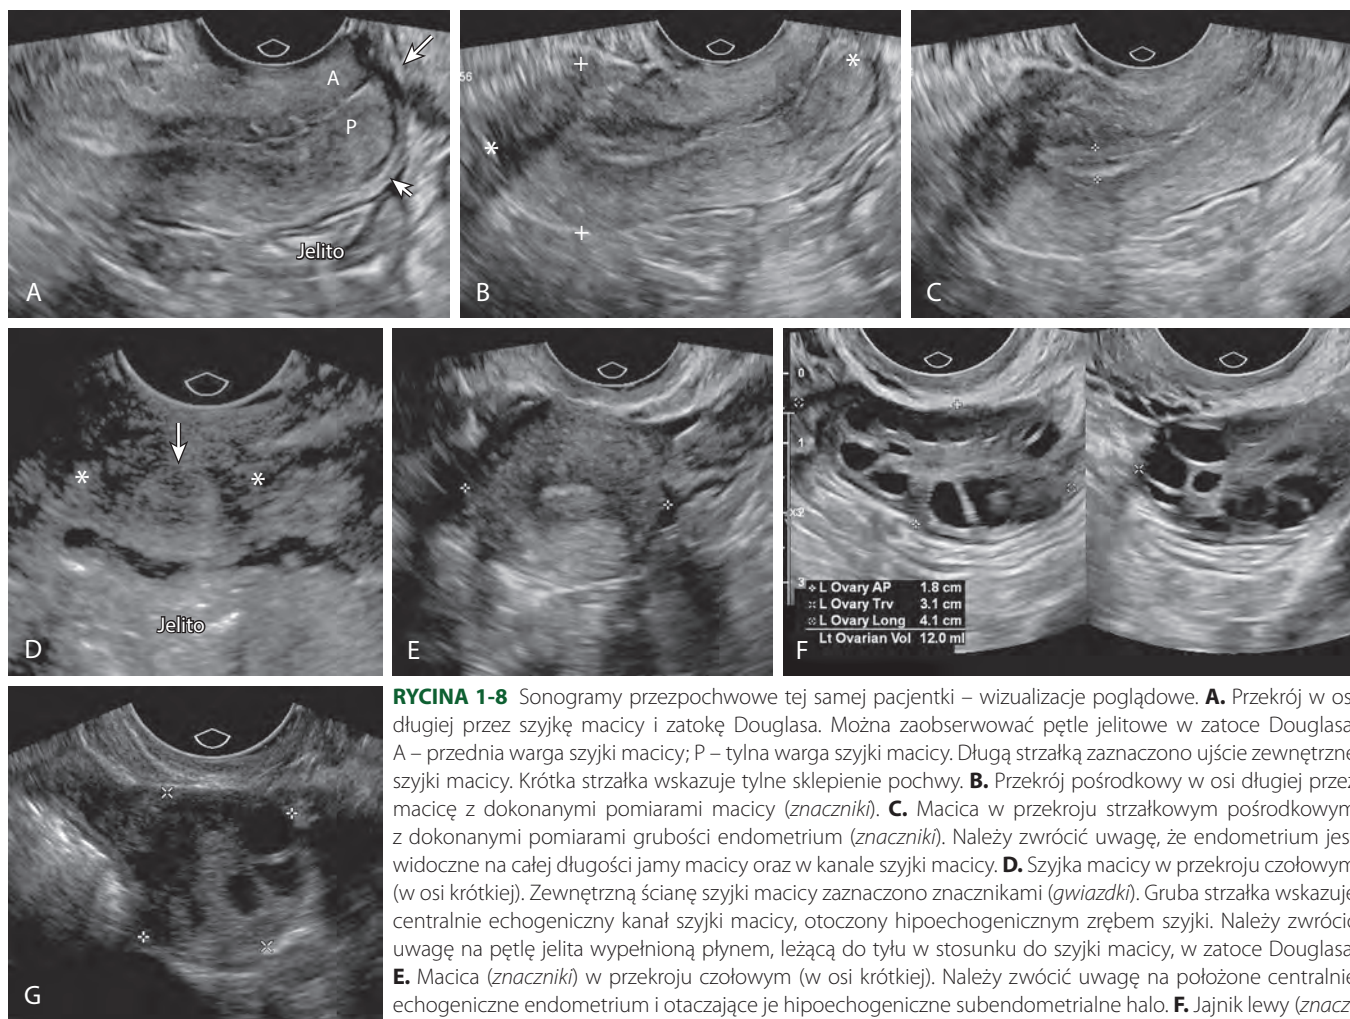 A
P
Jelito
A
56
B
C
Jelito
D
E
0
1
2
3
L Ovary AP 1.8 cm
L Ovary Trv 3.1 cm
L Ovary Long 4.1 cm
Lt Ovarian Vol 12.0 ml
F
G
RYCINA 1-8 Sonogramy przezpochwowe tej samej pacjentki – wizualizacje poglądowe. A. Przekrój w os
długiej przez szyjkę macicy i zatokę Douglasa. Można zaobserwować pętle jelitowe w zatoce Douglasa
A – przednia warga szyjki macicy; P – tylna warga szyjki macicy. Długą strzałką zaznaczono ujście zewnętrzne
szyjki macicy. Krótka strzałka wskazuje tylne sklepienie pochwy. B. Przekrój pośrodkowy w osi długiej przez
macicę z dokonanymi pomiarami macicy (znaczniki). C. Macica w przekroju strzałkowym pośrodkowym
z dokonanymi pomiarami grubości endometrium (znaczniki). Należy zwrócić uwagę, że endometrium jes
widoczne na całej długości jamy macicy oraz w kanale szyjki macicy. D. Szyjka macicy w przekroju czołowym
(w osi krótkiej). Zewnętrzną ścianę szyjki macicy zaznaczono znacznikami (gwiazdki). Gruba strzałka wskazuje
centralnie echogeniczny kanał szyjki macicy, otoczony hipoechogenicznym zrębem szyjki. Należy zwrócić
uwagę na pętlę jelita wypełnioną płynem, leżącą do tyłu w stosunku do szyjki macicy, w zatoce Douglasa
E. Macica (znaczniki) w przekroju czołowym (w osi krótkiej). Należy zwócić uwagę na położone centralnie
echogeniczne endometrium i otaczające je hipoechogeniczne subendometrialne halo. F. Jajnik lewy (znacz